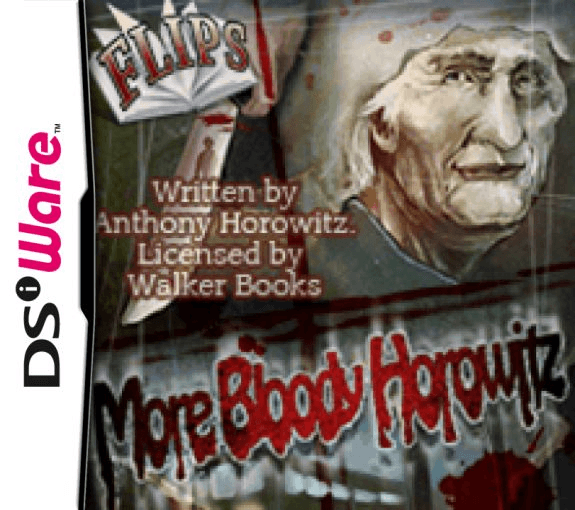 FLIPS
DSiWare™
Written by
Anthony Horowitz.
Licensed by
Walker Books
More Bloody Horowitz